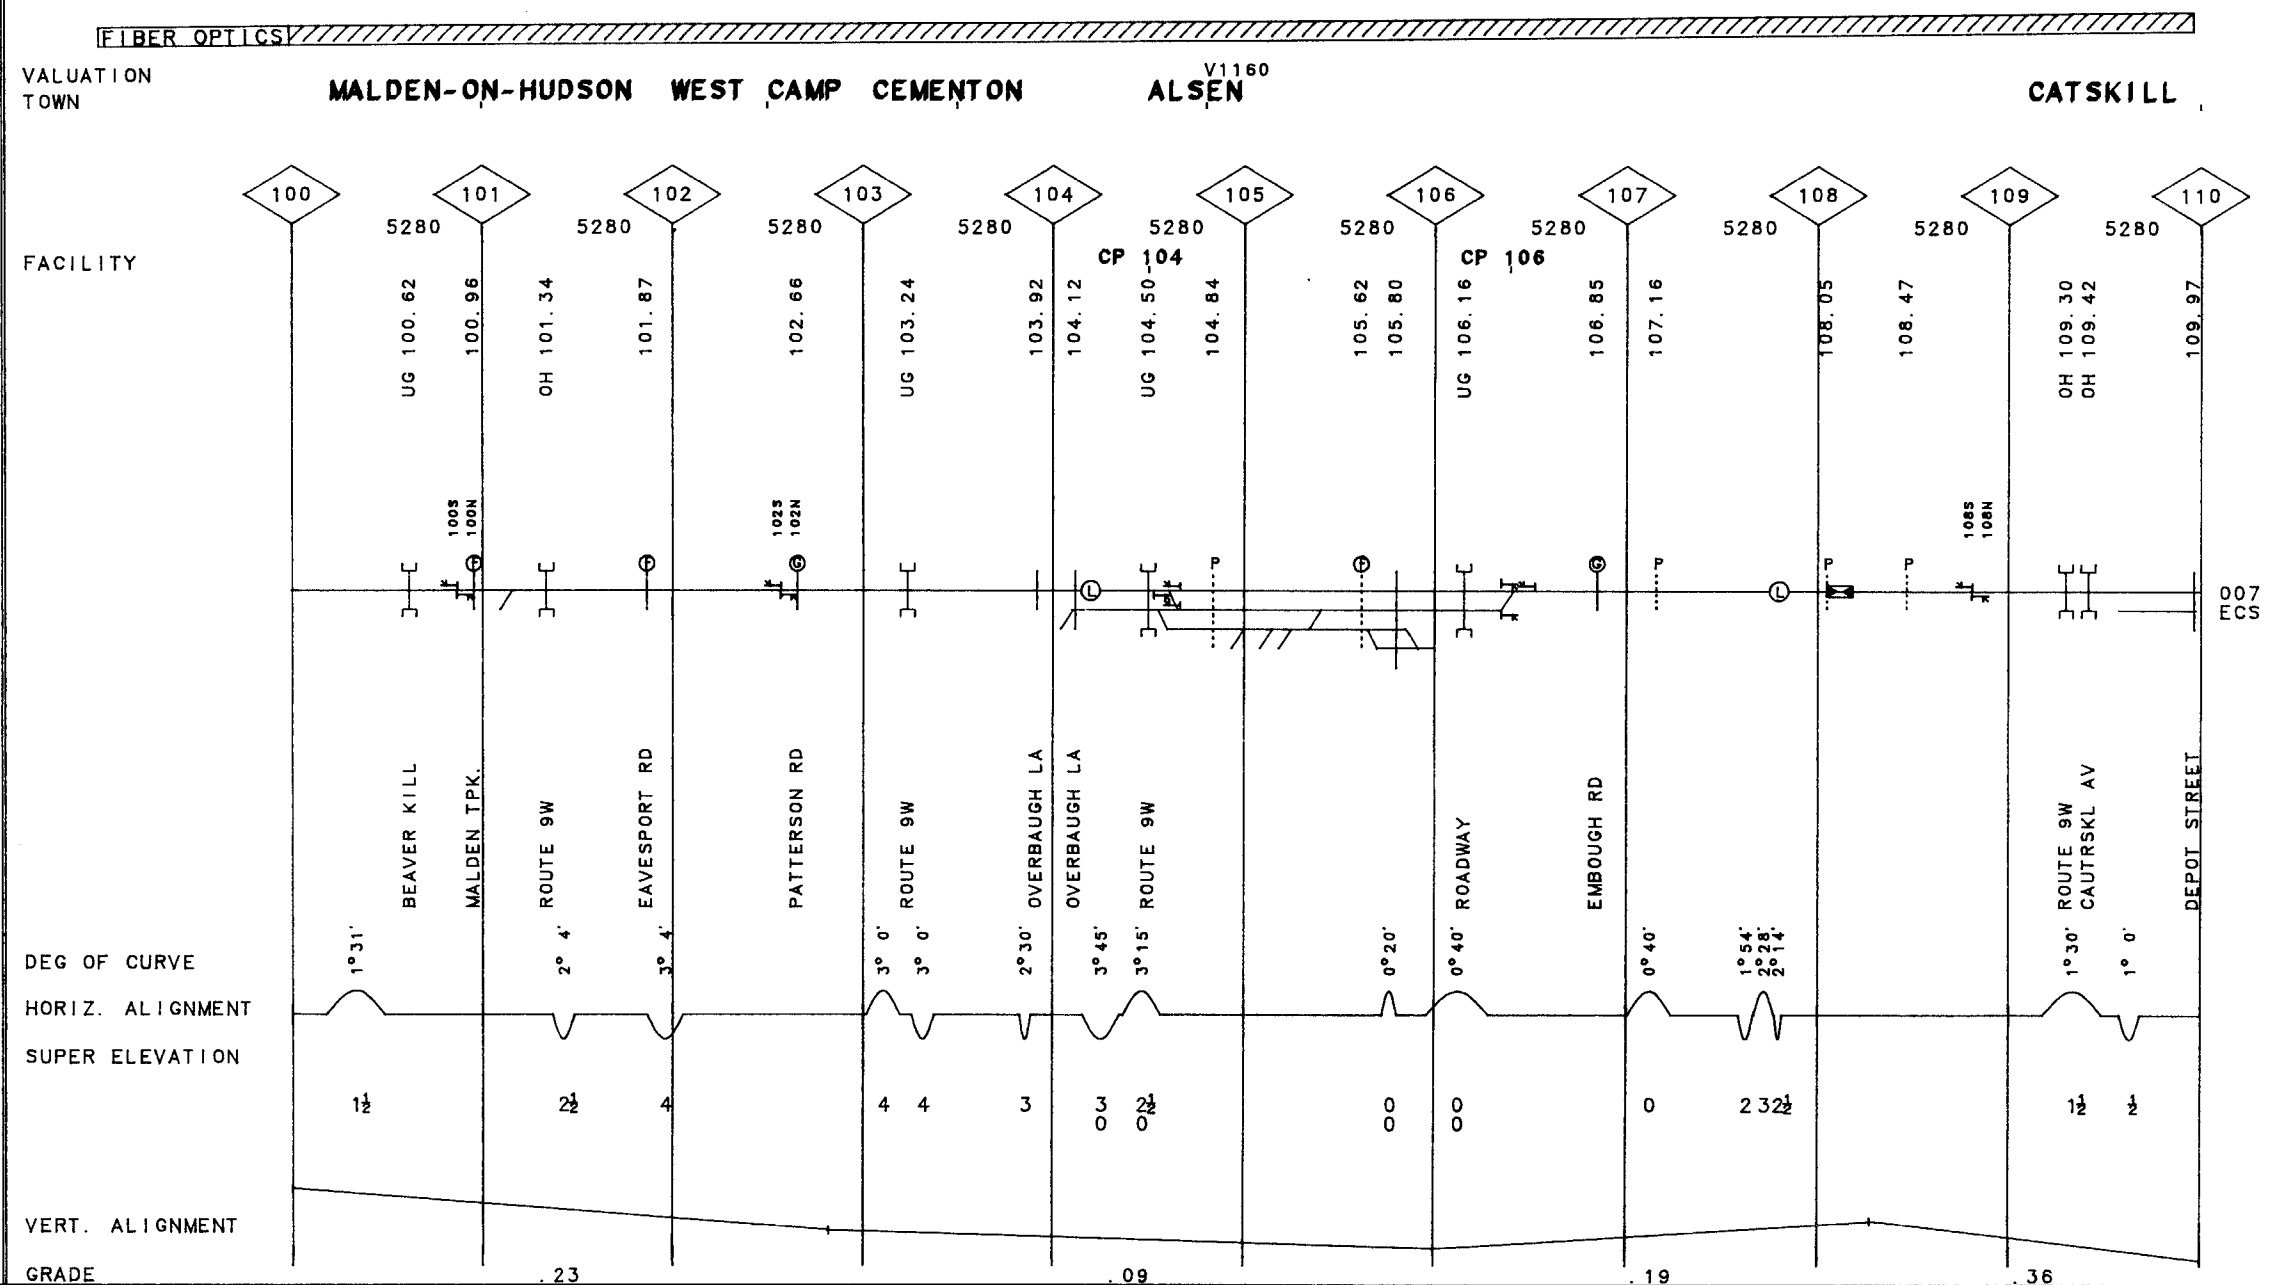 FIBER OPTICS
VALUATION V1160
TOWN MALDEN-ON-HUDSON WEST CAMP CEMENTON ALSEN CATSKILL
100 101 102 103 104 105 106 107 108 109 110
5280 5280 5280 5280 5280 5280 5280 5280 5280 5280
FACILITY CP 104 CP 106
UG 100.62
100.96
OH 101.34
101.87
102.66
UG 103.24
103.92
104.12
UG 104.50
104.84
105.62
105.80
UG 106.16
106.85
107.16
108.05
108.47
OH 109.30
OH 109.42
109.97
100S
100N
102S
102N
108S
108N
F F G L P F G P L P P
007
ECS
BEAVER KILL
MALDEN TPK.
ROUTE 9W
EAVESPORT RD
PATTERSON RD
ROUTE 9W
OVERBAUGH LA
OVERBAUGH LA
ROUTE 9W
ROADWAY
EMBOUGH RD
ROUTE 9W
CAUTRSKL AV
DEPOT STREET
DEG OF CURVE 1°31' 2° 4' 3° 4' 3° 0' 3° 0' 2°30' 3°45' 3°15' 0°20' 0°40' 0°40' 1°54' 2°28' 2°14' 1°30' 1° 0'
HORIZ. ALIGNMENT
SUPER ELEVATION
1½ 2½ 4 4 4 3 3 2½ 0 0 0 2 3 2½ 1½ ½
0 0 0 0
VERT. ALIGNMENT
GRADE .23 .09 .19 .36